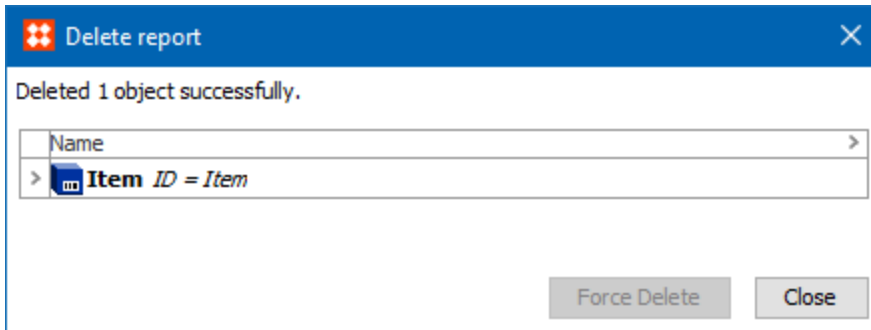 Delete report
Deleted 1 object successfully.
Name
Item ID = Item
Force Delete Close